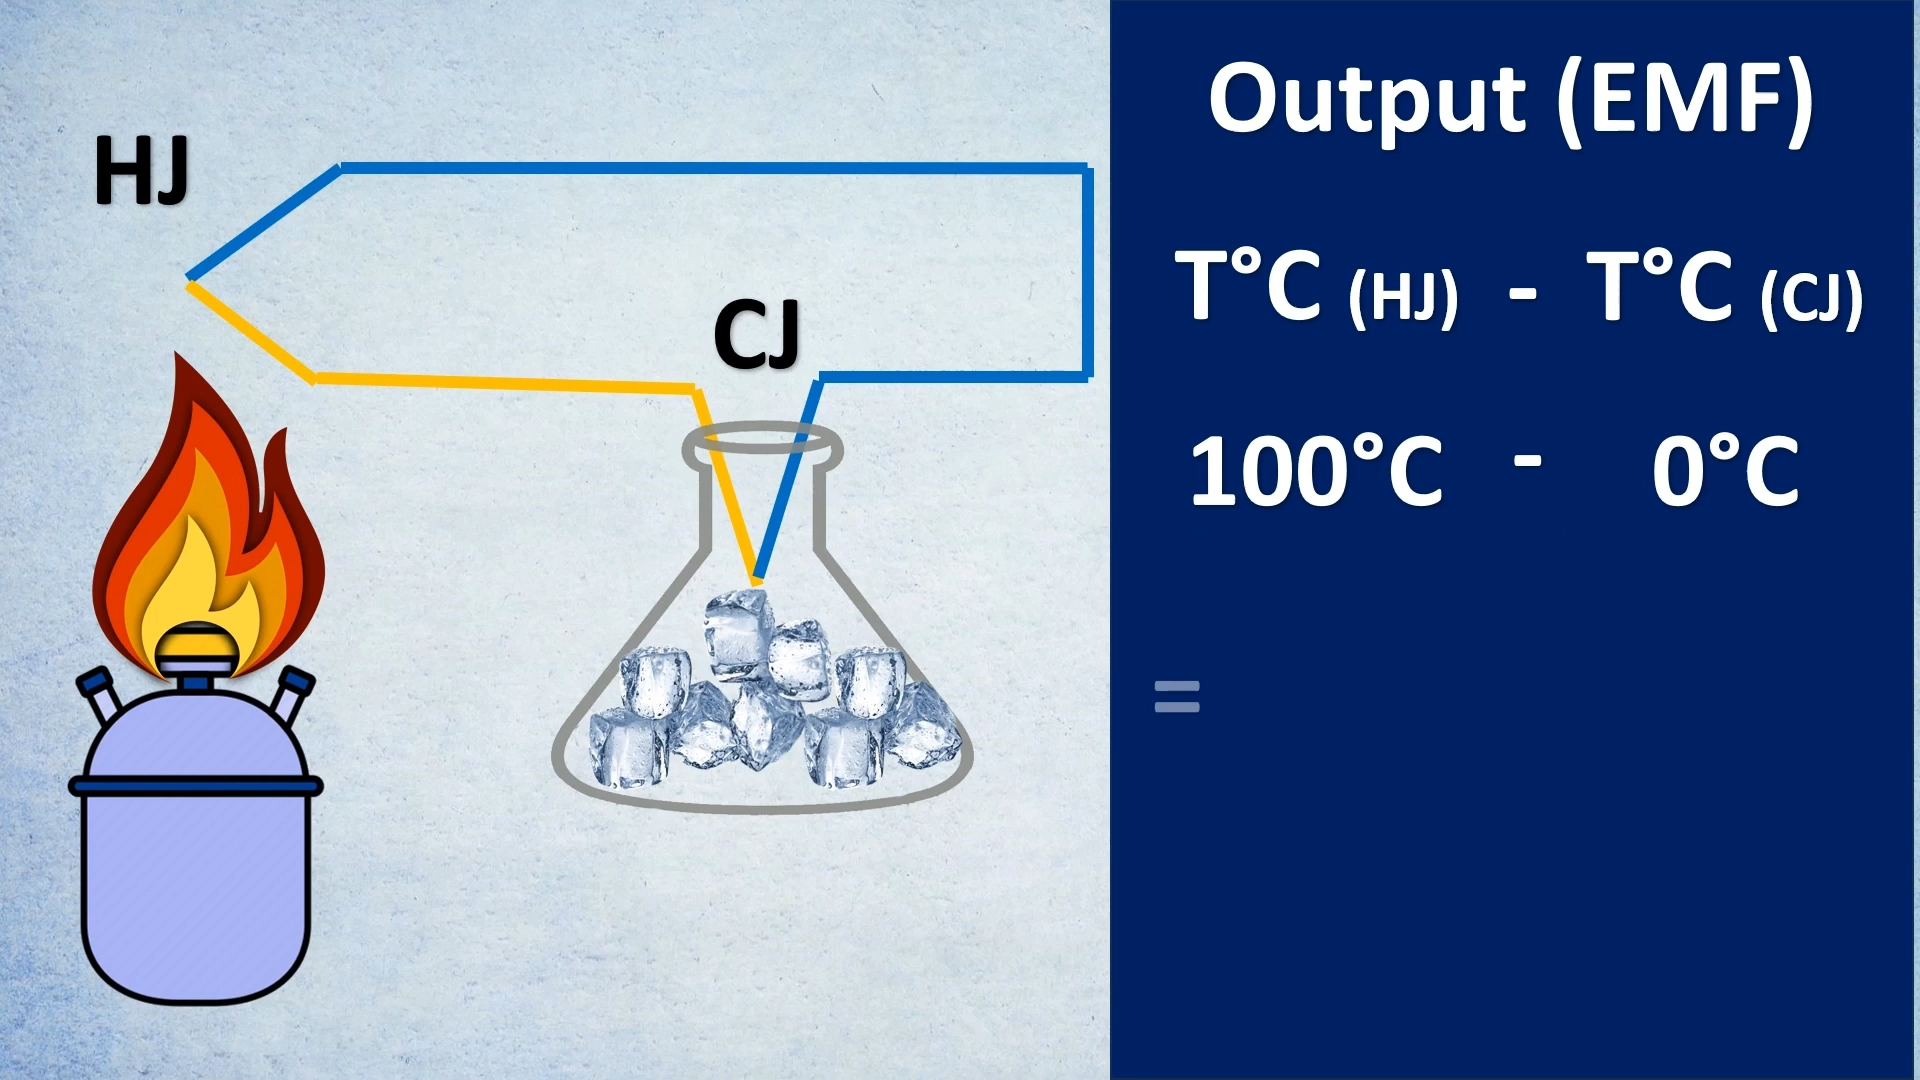 HJ
CJ
Output (EMF)
T°C (HJ) - T°C (CJ)
100°C - 0°C
=